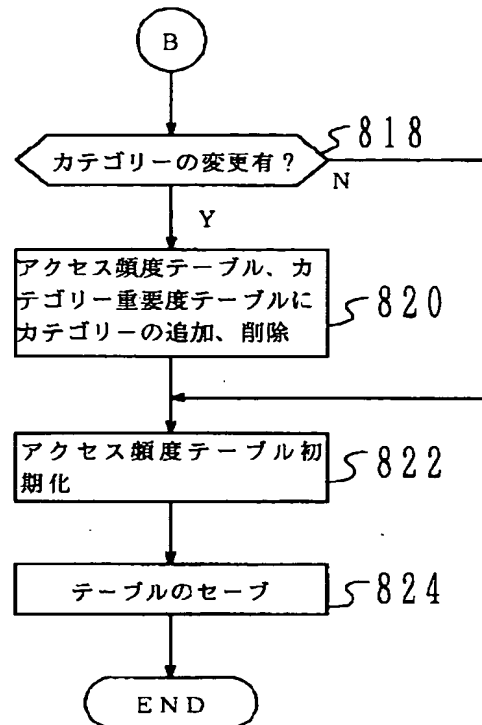 B
818
カテゴリーの変更有?
N
Y
アクセス頻度テーブル、カ
テゴリー重要度テーブルに
カテゴリーの追加、削除
820
アクセス頻度テーブル初
期化
822
テーブルのセーブ
824
END